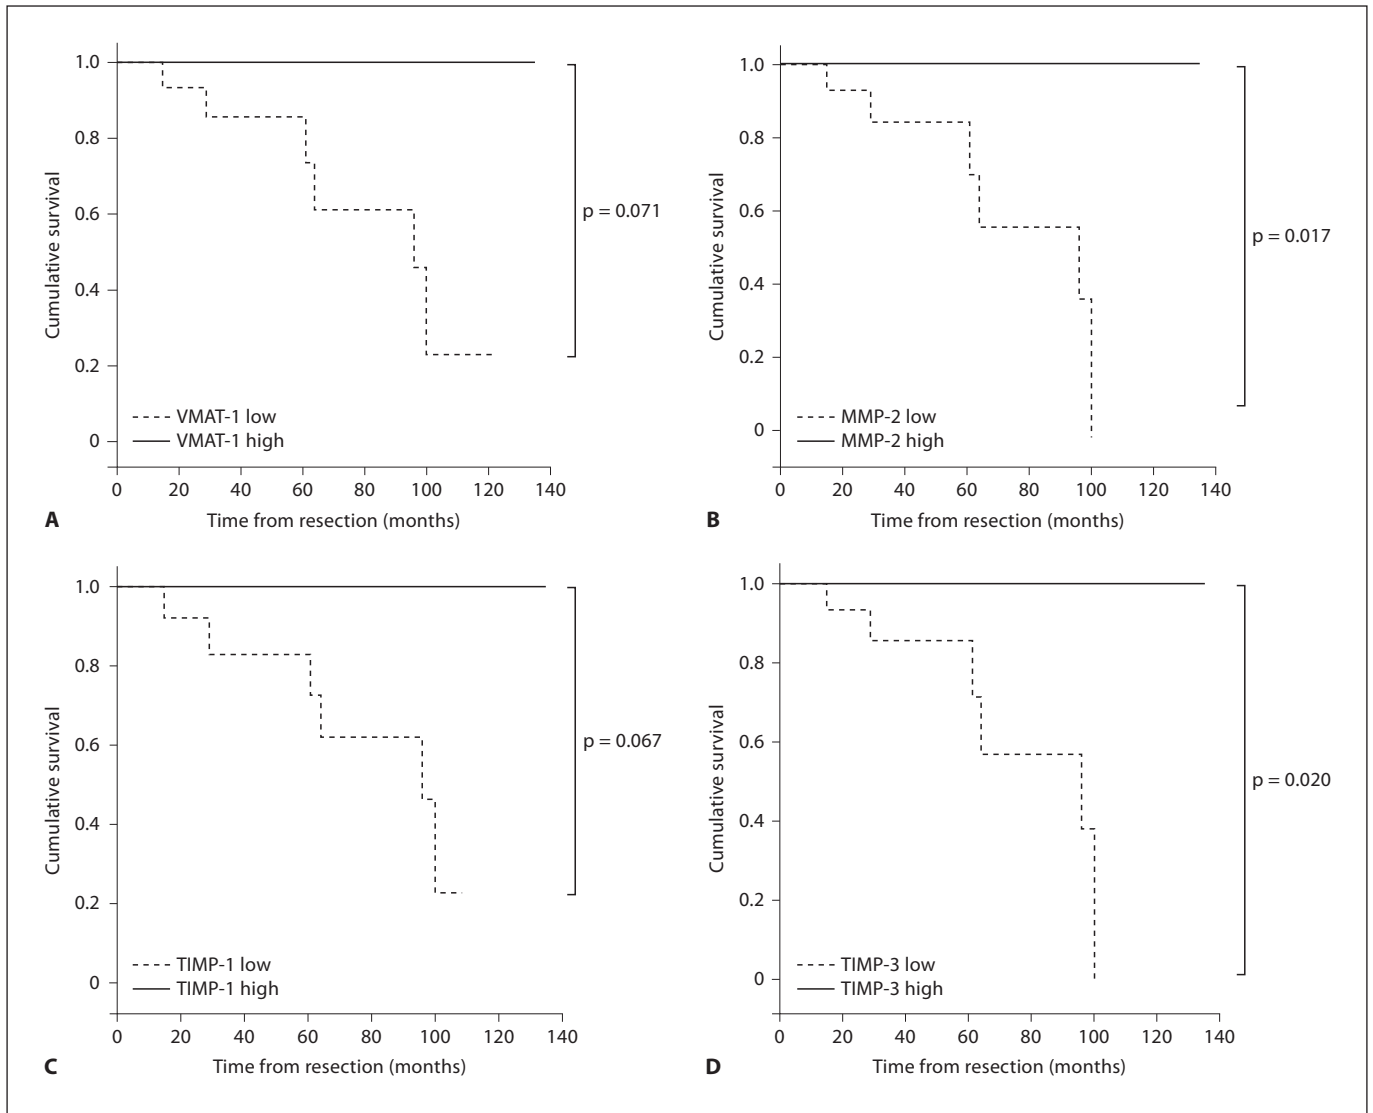 1.0
0.8
0.6
0.4
0.2
0
Cumulative survival
p = 0.071
VMAT-1 low
VMAT-1 high
0 20 40 60 80 100 120 140
Time from resection (months)
A
1.0
0.8
0.6
0.4
0.2
0
Cumulative survival
p = 0.017
MMP-2 low
MMP-2 high
0 20 40 60 80 100 120 140
Time from resection (months)
B
1.0
0.8
0.6
0.4
0.2
0
Cumulative survival
p = 0.067
TIMP-1 low
TIMP-1 high
0 20 40 60 80 100 120 140
Time from resection (months)
C
1.0
0.8
0.6
0.4
0.2
0
Cumulative survival
p = 0.020
TIMP-3 low
TIMP-3 high
0 20 40 60 80 100 120 140
Time from resection (months)
D